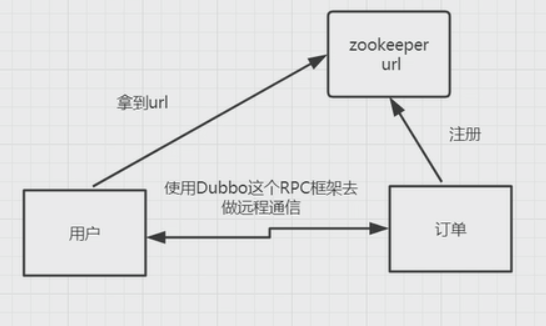 zookeeper
url
拿到url
注册
使用Dubbo这个RPC框架去
做远程通信
用户
订单